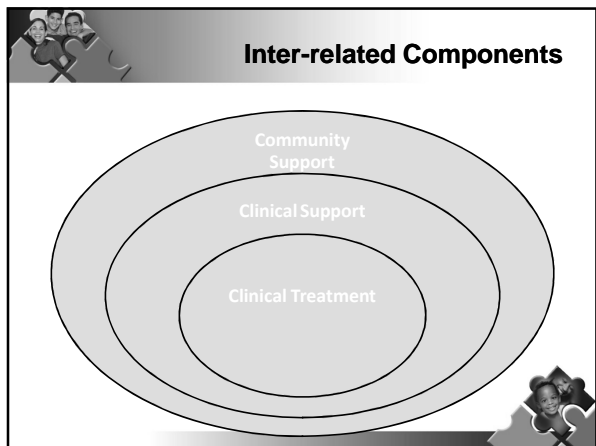 Inter-related Components
Community
Support
Clinical Support
Clinical Treatment